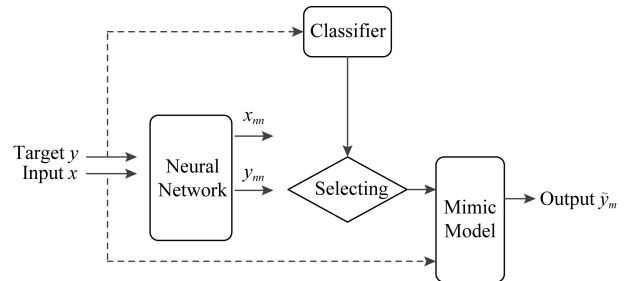 Classifier
x_nn
Target y
Input x
Neural
Network
y_nn
Selecting
Mimic
Model
Output ỹ_m